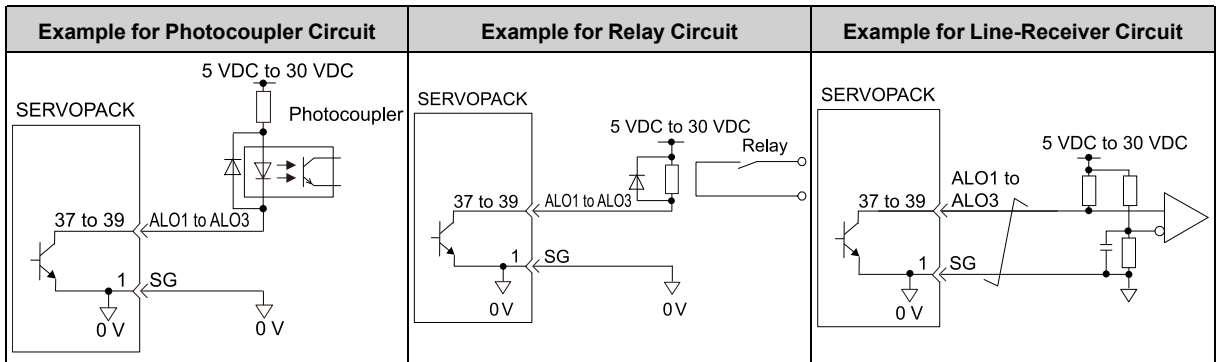 Example for Photocoupler Circuit
Example for Relay Circuit
Example for Line-Receiver Circuit
5 VDC to 30 VDC
SERVOPACK
Photocoupler
37 to 39
ALO1 to ALO3
1
SG
0 V
0 V
SERVOPACK
5 VDC to 30 VDC
Relay
37 to 39
ALO1 to ALO3
1
SG
0 V
0 V
SERVOPACK
5 VDC to 30 VDC
ALO1 to
37 to 39
ALO3
1
SG
0 V